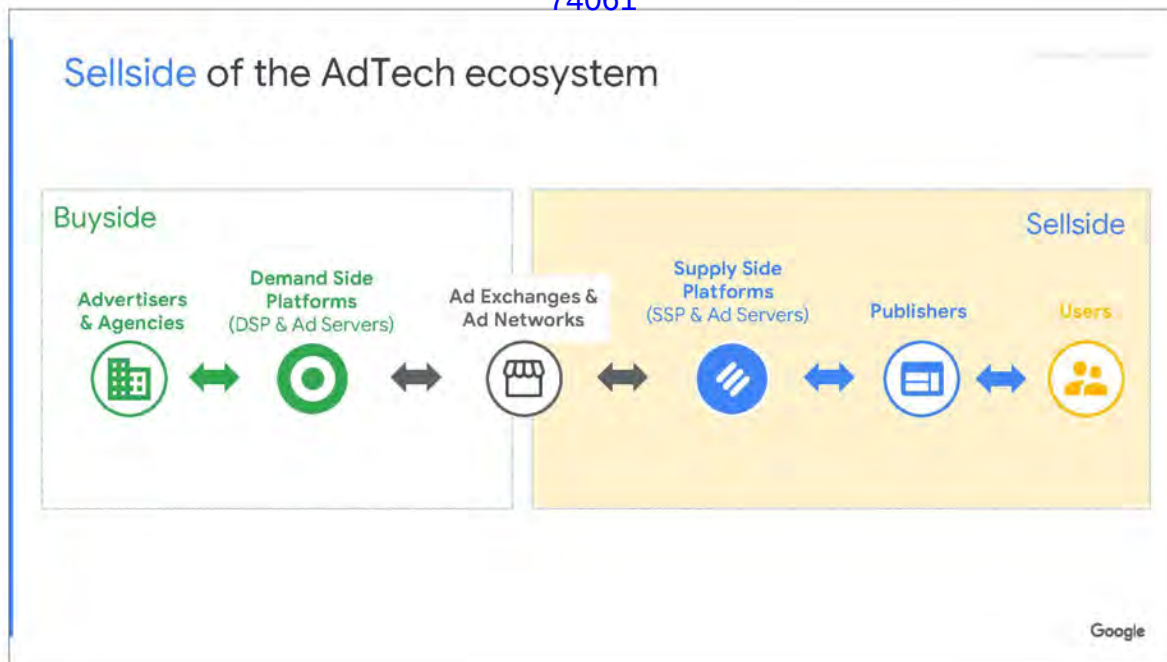 74061
Sellside of the AdTech ecosystem
Buyside
Sellside
Advertisers
& Agencies
Demand Side
Platforms
(DSP & Ad Servers)
Ad Exchanges &
Ad Networks
Supply Side
Platforms
(SSP & Ad Servers)
Publishers
Users
Google